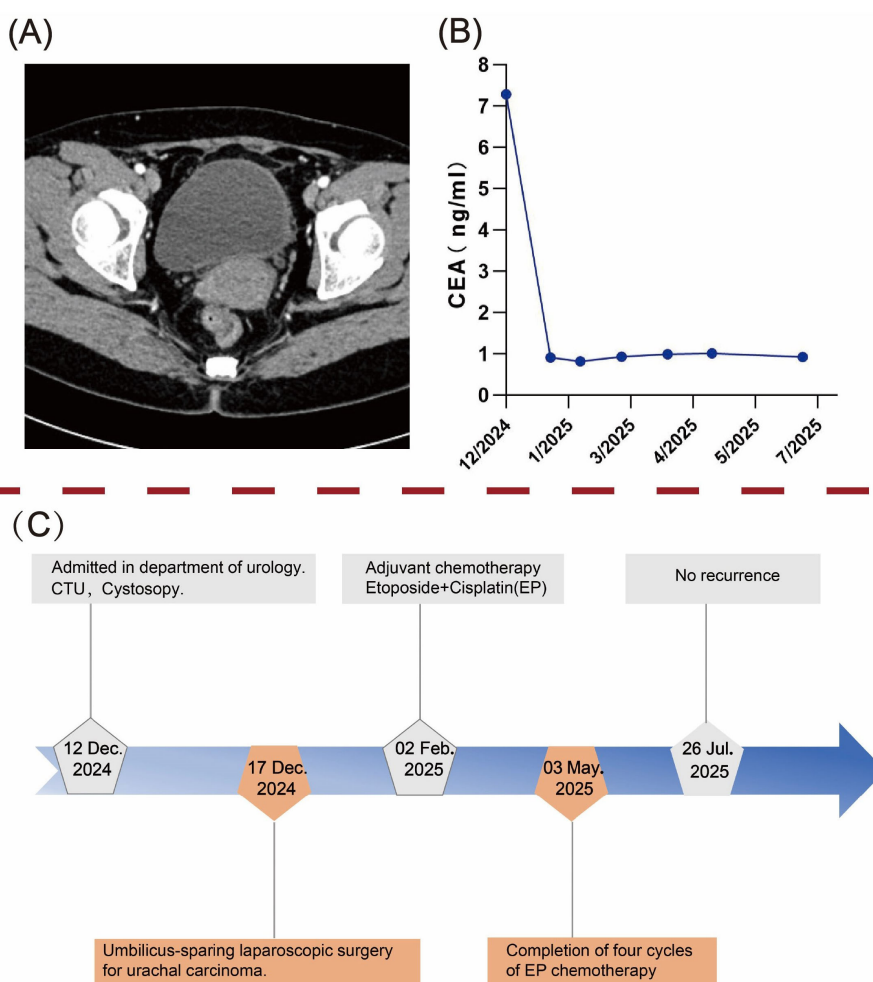 (A)
(B)
CEA（ng/ml）
8
7
6
5
4
3
2
1
0
12/2024
1/2025
3/2025
4/2025
5/2025
7/2025
（C）
Admitted in department of urology.
CTU，Cystosopy.
Adjuvant chemotherapy
Etoposide+Cisplatin(EP)
No recurrence
12 Dec.
2024
17 Dec.
2024
02 Feb.
2025
03 May.
2025
26 Jul.
2025
Umbilicus-sparing laparoscopic surgery
for urachal carcinoma.
Completion of four cycles
of EP chemotherapy